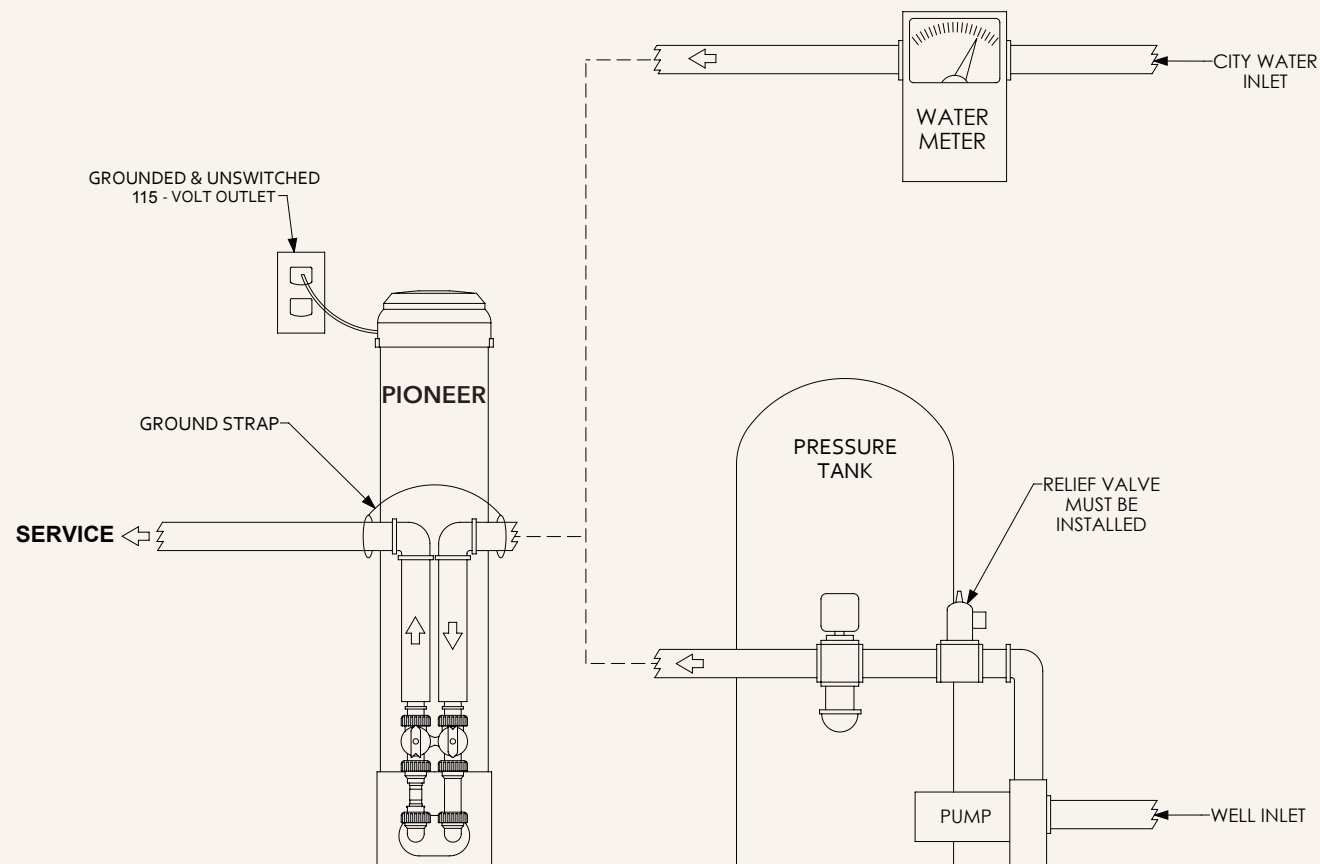 CITY WATER
INLET
WATER
METER
GROUNDED & UNSWITCHED
115 - VOLT OUTLET
PIONEER
GROUND STRAP
PRESSURE
TANK
RELIEF VALVE
MUST BE
INSTALLED
SERVICE
PUMP
WELL INLET